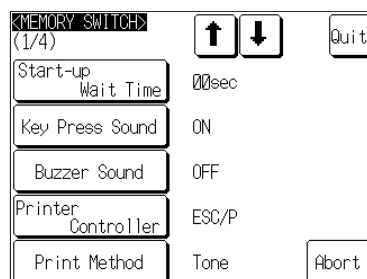 <MEMORY SWITCH>
(1/4)
↑ ↓
Quit
Start-up
Wait Time
00sec
Key Press Sound
ON
Buzzer Sound
OFF
Printer
Controller
ESC/P
Print Method
Tone
Abort